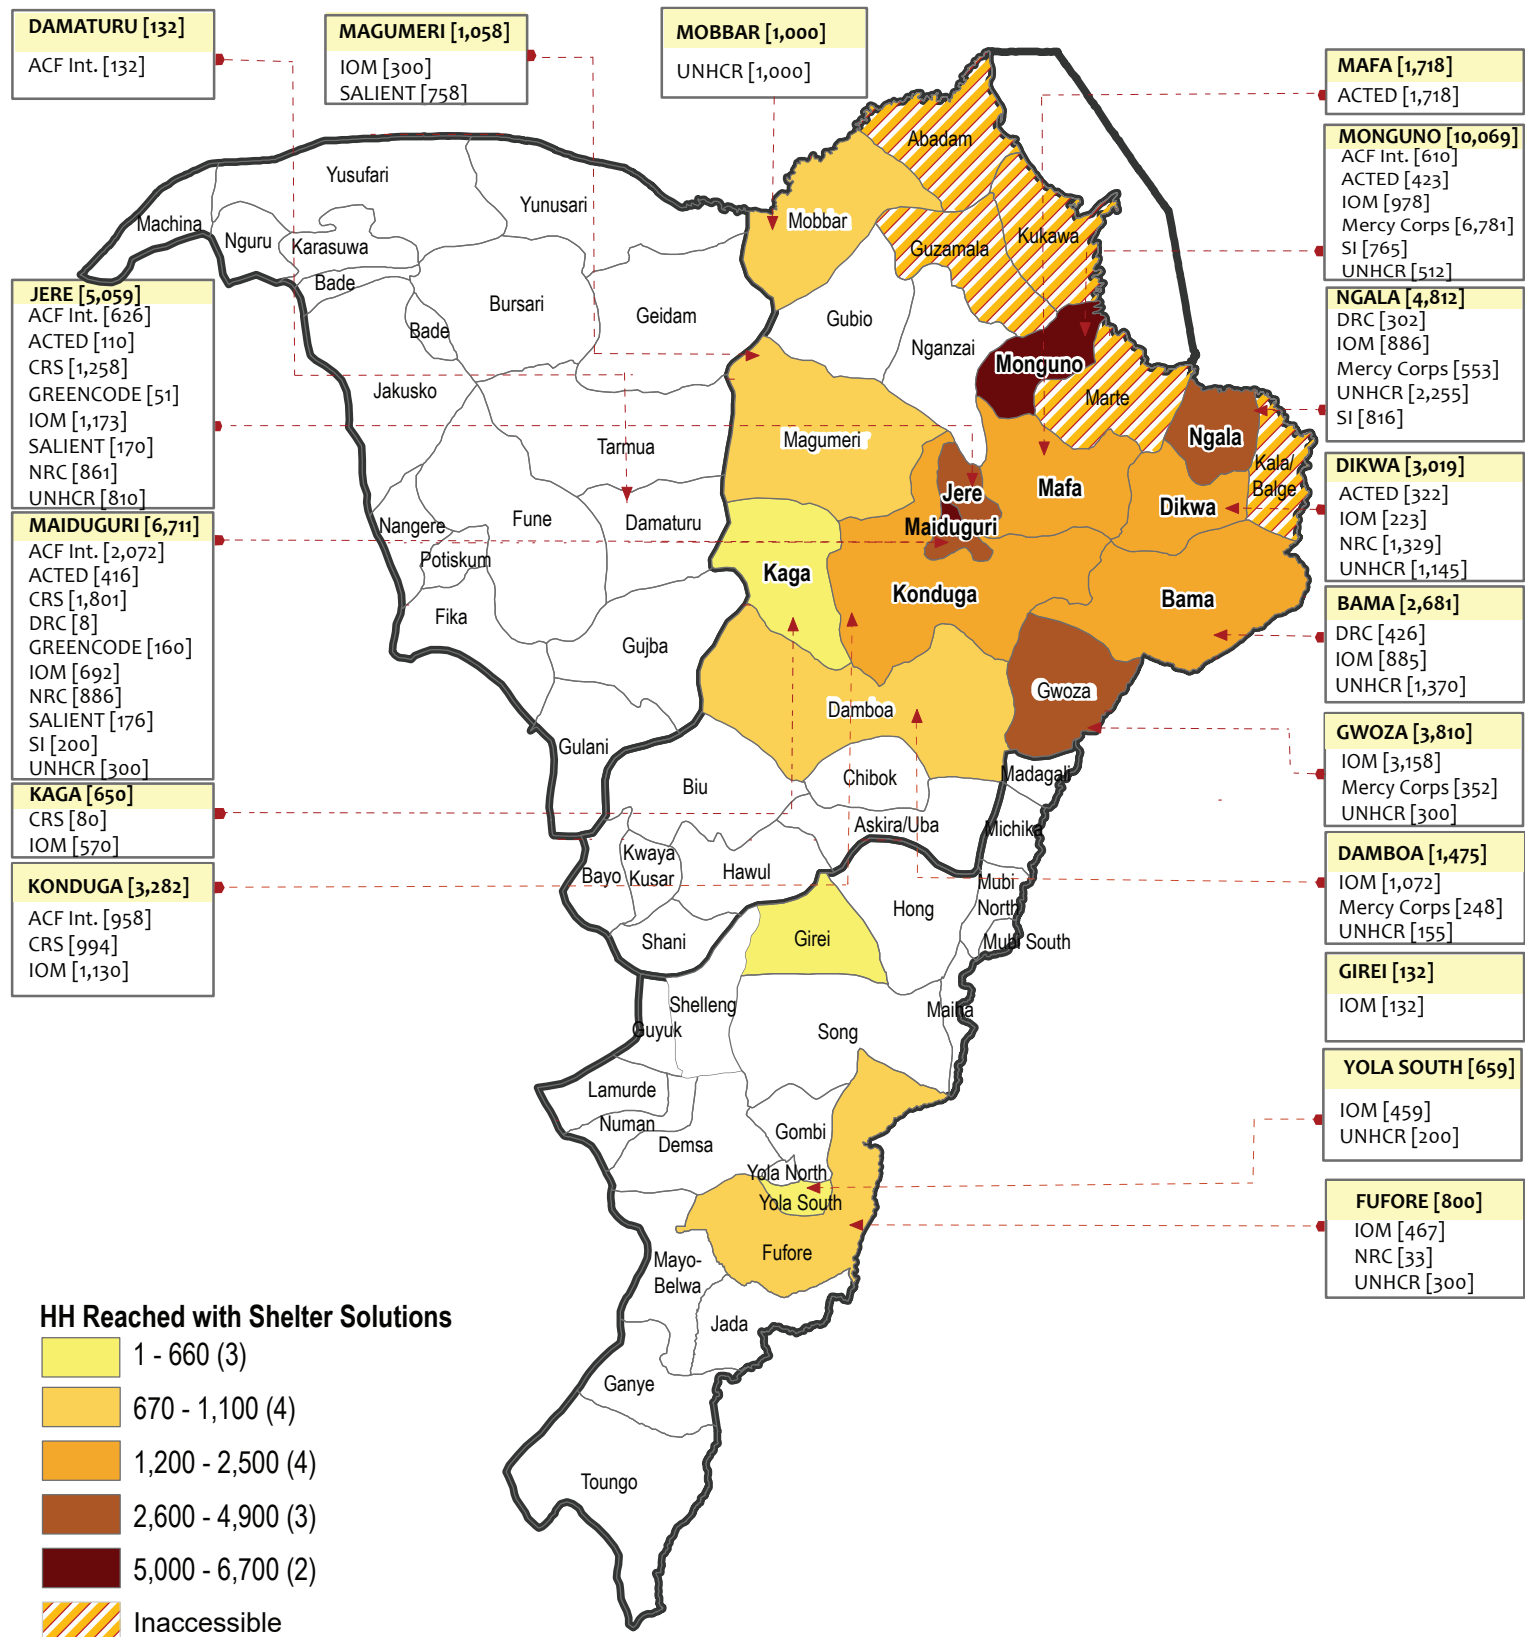 DAMATURU [132]
ACF Int. [132]
MAGUMERI [1,058]
IOM [300]
SALIENT [758]
MOBBAR [1,000]
UNHCR [1,000]
MAFA [1,718]
ACTED [1,718]
MONGUNO [10,069]
ACF Int. [610]
ACTED [423]
IOM [978]
Mercy Corps [6,781]
SI [765]
UNHCR [512]
NGALA [4,812]
DRC [302]
IOM [886]
Mercy Corps [553]
UNHCR [2,255]
SI [816]
DIKWA [3,019]
ACTED [322]
IOM [223]
NRC [1,329]
UNHCR [1,145]
BAMA [2,681]
DRC [426]
IOM [885]
UNHCR [1,370]
GWOZA [3,810]
IOM [3,158]
Mercy Corps [352]
UNHCR [300]
DAMBOA [1,475]
IOM [1,072]
Mercy Corps [248]
UNHCR [155]
GIREI [132]
IOM [132]
YOLA SOUTH [659]
IOM [459]
UNHCR [200]
FUFORE [800]
IOM [467]
NRC [33]
UNHCR [300]
JERE [5,059]
ACF Int. [626]
ACTED [110]
CRS [1,258]
GREENCODE [51]
IOM [1,173]
SALIENT [170]
NRC [861]
UNHCR [810]
MAIDUGURI [6,711]
ACF Int. [2,072]
ACTED [416]
CRS [1,801]
DRC [8]
GREENCODE [160]
IOM [692]
NRC [886]
SALIENT [176]
SI [200]
UNHCR [300]
KAGA [650]
CRS [80]
IOM [570]
KONDUGA [3,282]
ACF Int. [958]
CRS [994]
IOM [1,130]
Abadam
Yusufari
Yunusari
Machina
Nguru
Karasuwa
Mobbar
Kukawa
Guzamala
Bade
Bursari
Geidam
Gubio
Bade
Nganzai
Monguno
Jakusko
Marte
Tarmua
Magumeri
Ngala
Kala/
Balge
Jere
Mafa
Dikwa
Nangere
Fune
Damaturu
Maiduguri
Potiskum
Kaga
Konduga
Bama
Fika
Gujba
Gwoza
Damboa
Gulani
Biu
Chibok
Madagali
Askira/Uba
Michika
Kwaya
Kusar
Bayo
Hawul
Mubi
North
Hong
Shani
Girei
Mubi South
Shelleng
Guyuk
Maiha
Song
Lamurde
Numan
Demsa
Gombi
Yola North
Yola South
Fufore
Mayo-
Belwa
Jada
Ganye
Toungo
HH Reached with Shelter Solutions
1 - 660 (3)
670 - 1,100 (4)
1,200 - 2,500 (4)
2,600 - 4,900 (3)
5,000 - 6,700 (2)
Inaccessible